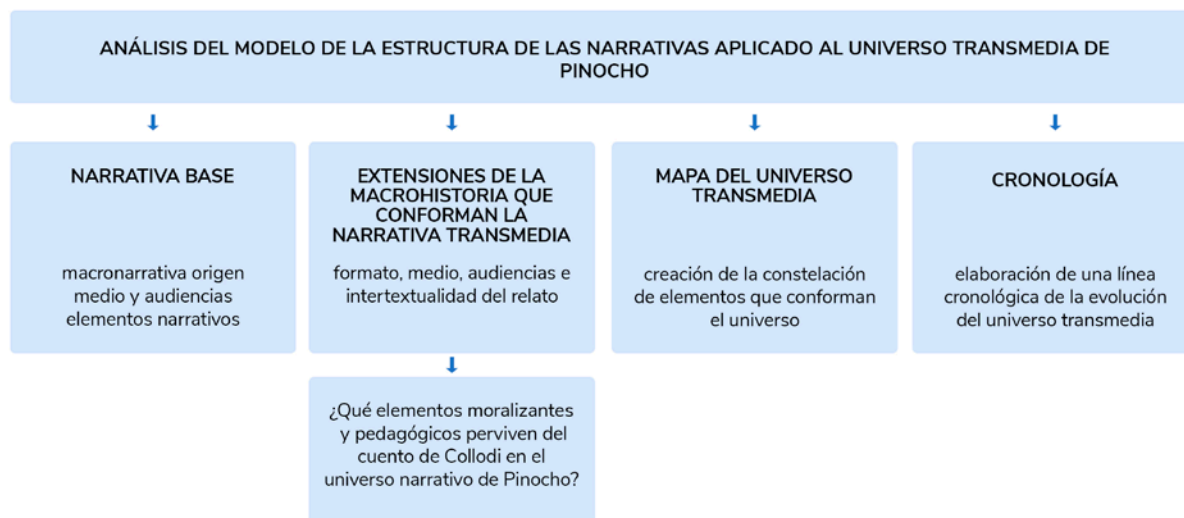 ANÁLISIS DEL MODELO DE LA ESTRUCTURA DE LAS NARRATIVAS APLICADO AL UNIVERSO TRANSMEDIA DE
PINOCHO
NARRATIVA BASE
macronarrativa origen
medio y audiencias
elementos narrativos
EXTENSIONES DE LA
MACROHISTORIA QUE
CONFORMAN LA
NARRATIVA TRANSMEDIA
formato, medio, audiencias e
intertextualidad del relato
¿Qué elementos moralizantes
y pedagógicos perviven del
cuento de Collodi en el
universo narrativo de Pinocho?
MAPA DEL UNIVERSO
TRANSMEDIA
creación de la constelación
de elementos que conforman
el universo
CRONOLOGÍA
elaboración de una línea
cronológica de la evolución
del universo transmedia